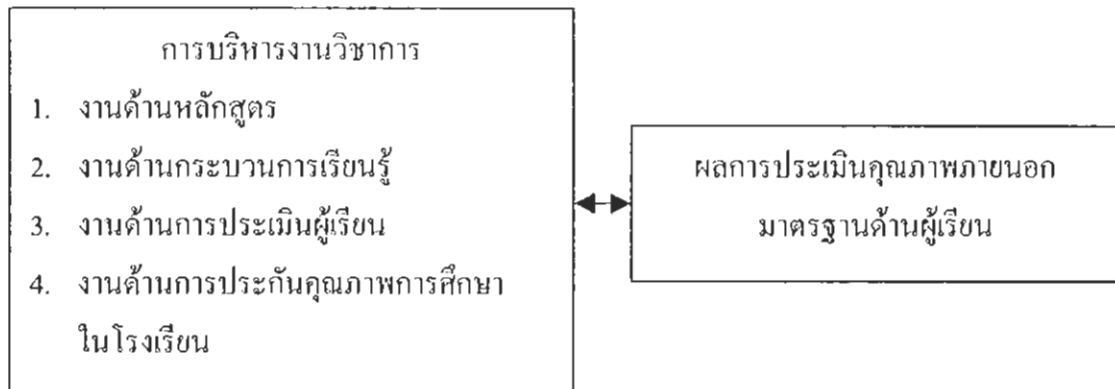 การบริหารงานวิชาการ
1. งานด้านหลักสูตร
2. งานด้านกระบวนการเรียนรู้
3. งานด้านการประเมินผู้เรียน
4. งานด้านการประกันคุณภาพการศึกษา
ในโรงเรียน
ผลการประเมินคุณภาพภายนอก
มาตรฐานด้านผู้เรียน